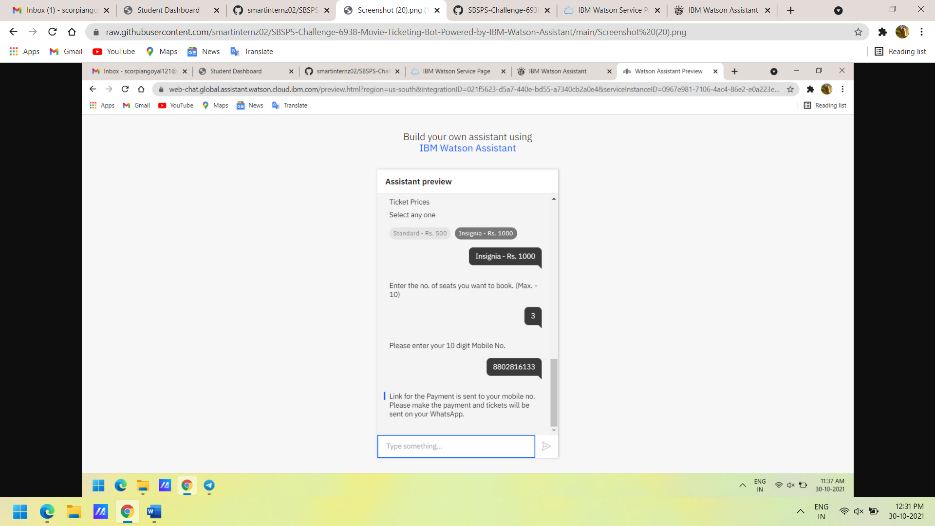 Inbox (1) - scorpiango
Student Dashboard
smartinternz02/SBSPS
Screenshot (20).png (
SBSPS-Challenge-6938
IBM Watson Service P
IBM Watson Assistant
raw.githubusercontent.com/smartinternz02/SBSPS-Challenge-6938-Movie-Ticketing-Bot-Powered-by-IBM-Watson-Assistant/main/Screenshot%20(20).png
Apps
Gmail
YouTube
Maps
News
Translate
Reading list
Inbox - scorpiangoyal121@
Student Dashboard
smartinternz02/SBSPS-Chal
IBM Watson Service Page
IBM Watson Assistant
Watson Assistant Preview
web-chat.global.assistant.watson.cloud.ibm.com/preview.html?region=us-south&integrationID=021f5623-d5a7-440e-bd55-a7340cb2a0e4&serviceInstanceID=0967e981-7106-4ac4-86e2-e0a223e...
Apps
Gmail
YouTube
Maps
News
Translate
Reading list
Build your own assistant using
IBM Watson Assistant
Assistant preview
Ticket Prices
Select any one
Standard - Rs. 500
Insignia - Rs. 1000
Insignia - Rs. 1000
Enter the no. of seats you want to book. (Max. -
10)
3
Please enter your 10 digit Mobile No.
8802816133
Link for the Payment is sent to your mobile no.
Please make the payment and tickets will be
sent on your WhatsApp.
Type something...
ENG
IN
11:37 AM
30-10-2021
ENG
IN
12:31 PM
30-10-2021